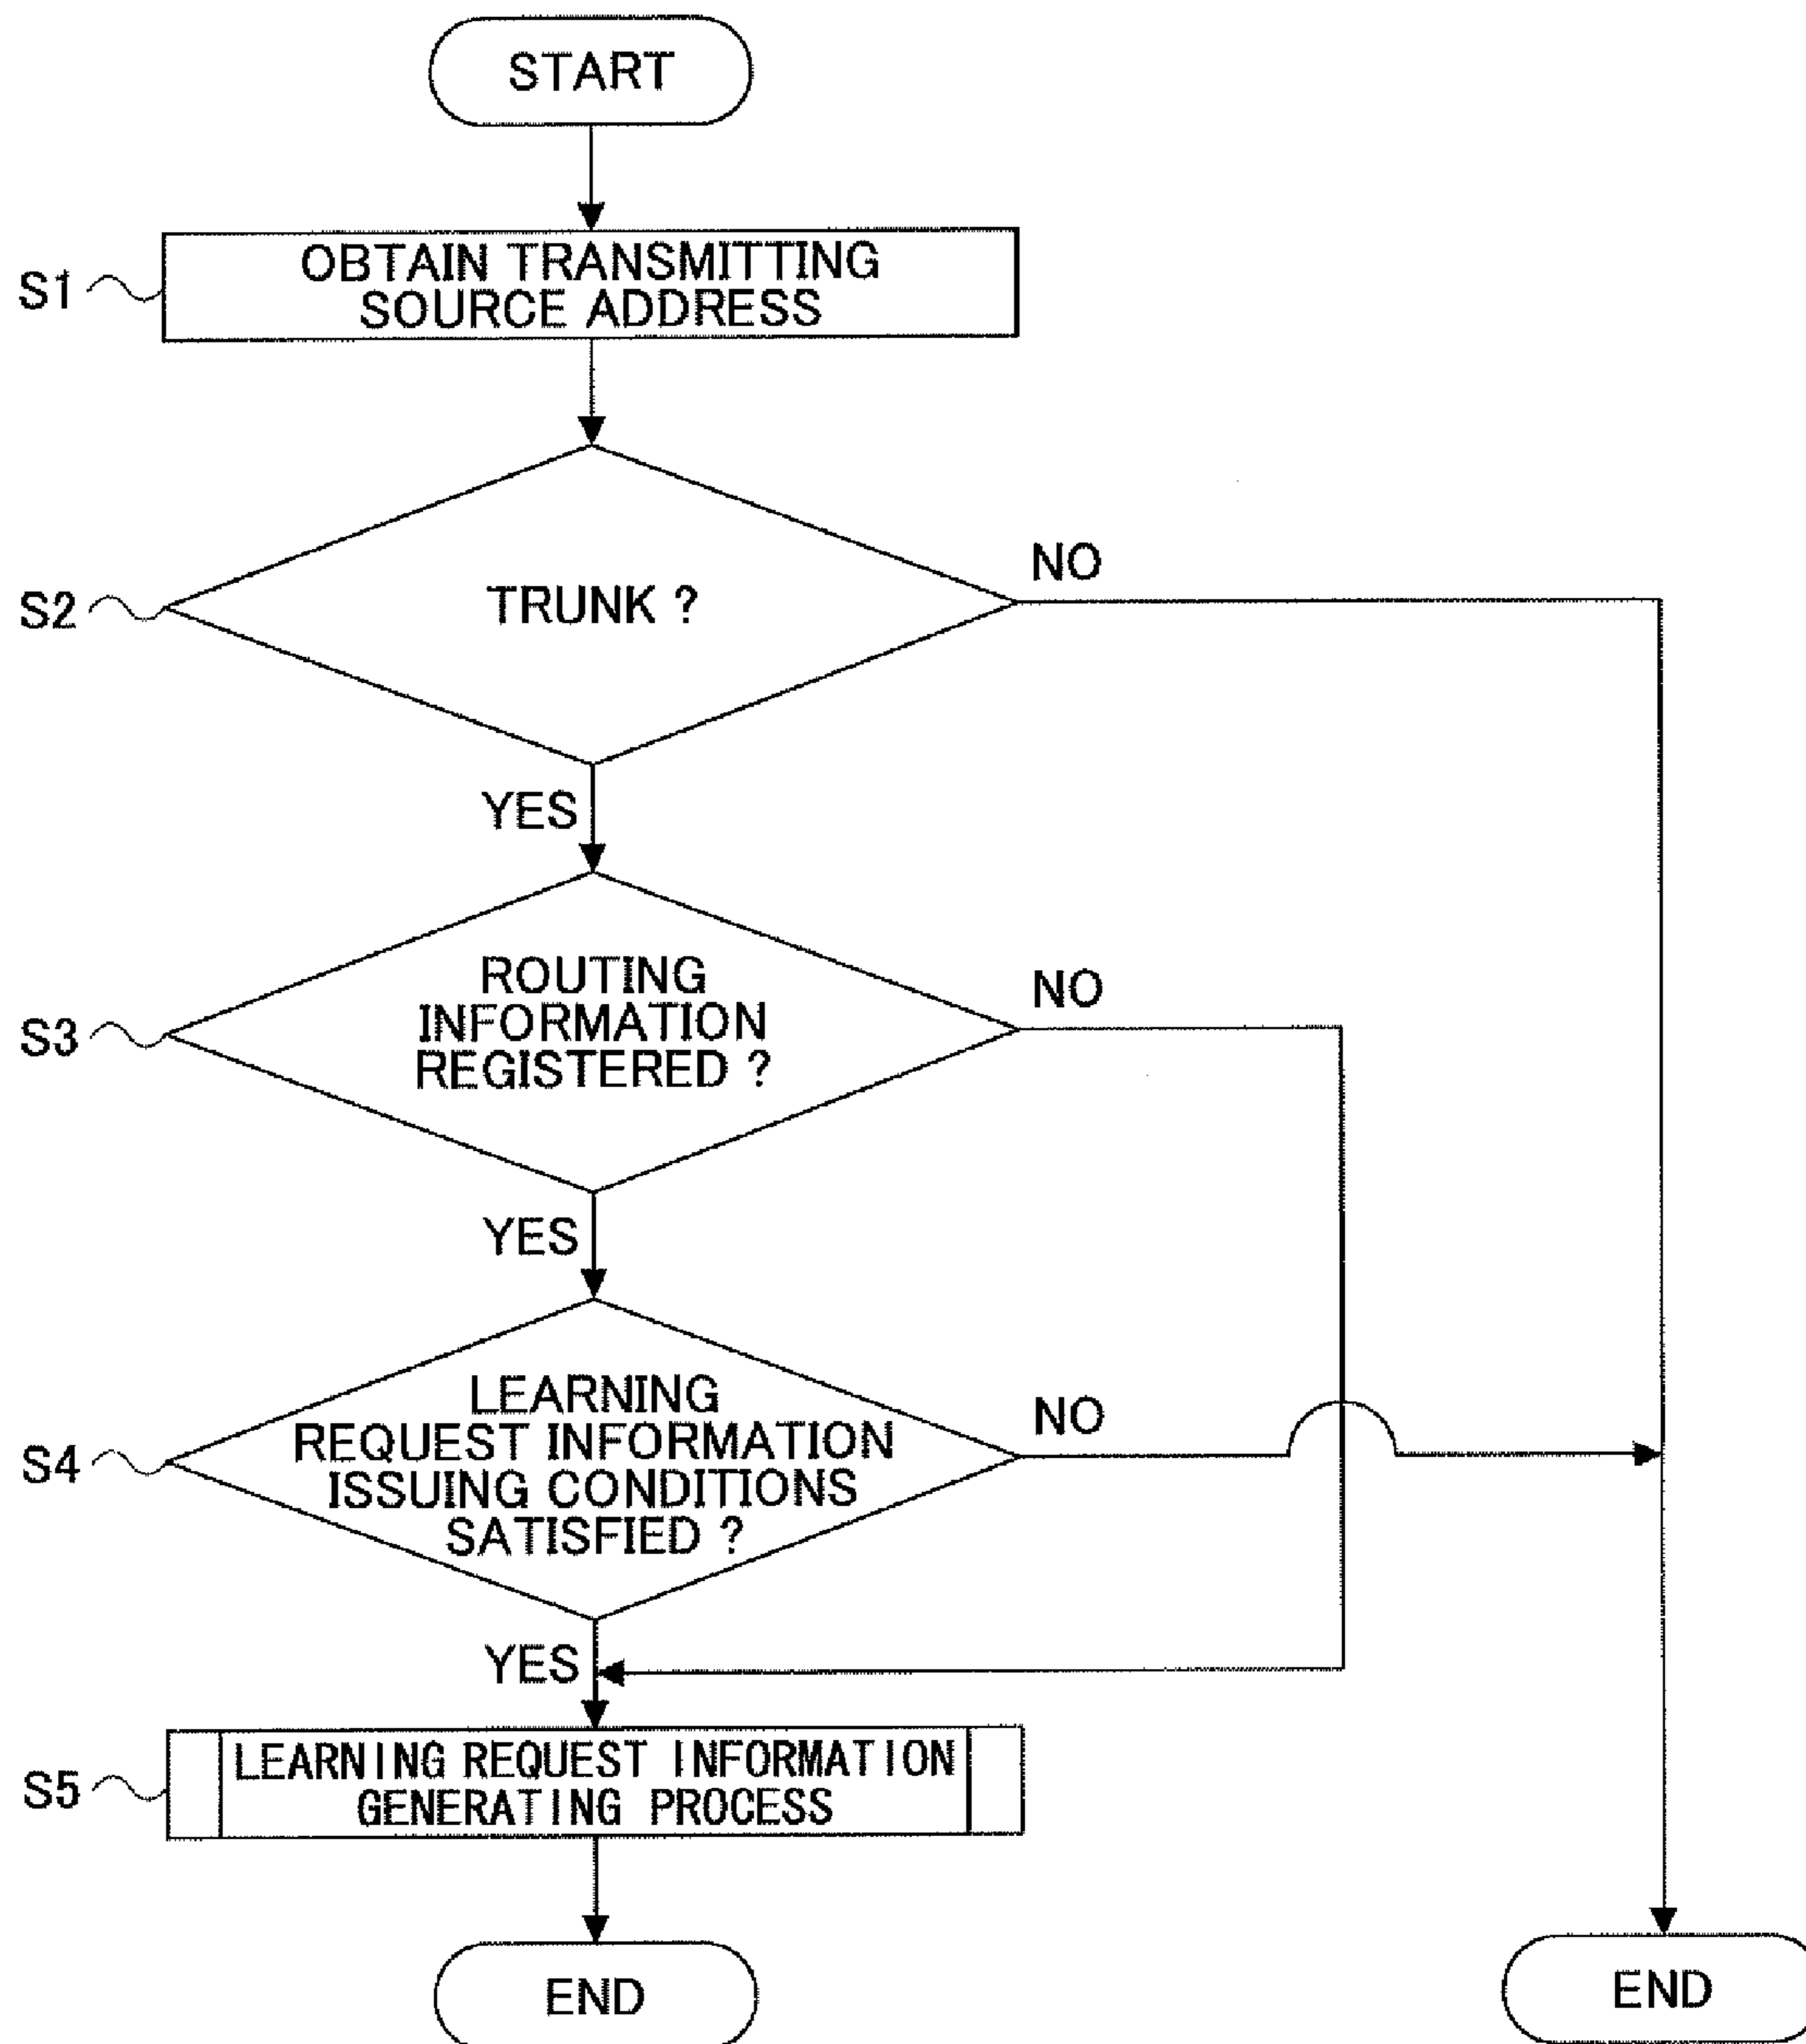 START
S1
OBTAIN TRANSMITTING
SOURCE ADDRESS
S2
TRUNK ?
NO
YES
S3
ROUTING
INFORMATION
REGISTERED ?
NO
YES
S4
LEARNING
REQUEST INFORMATION
ISSUING CONDITIONS
SATISFIED ?
NO
YES
S5
LEARNING REQUEST INFORMATION
GENERATING PROCESS
END
END